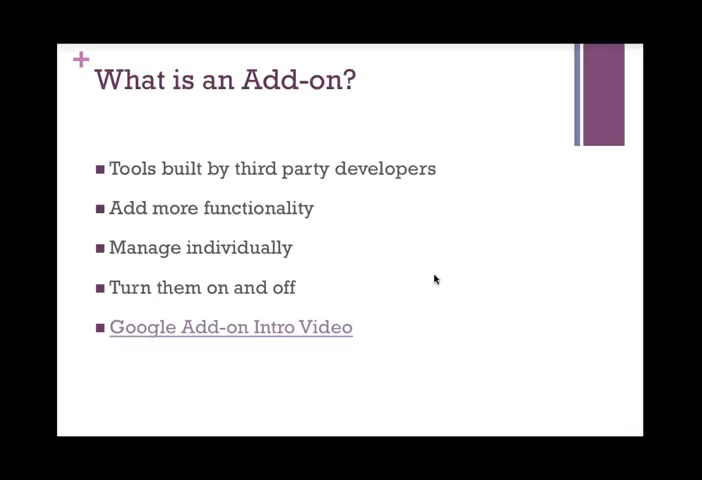 +
What is an Add-on?
Tools built by third party developers
Add more functionality
Manage individually
Turn them on and off
Google Add-on Intro Video